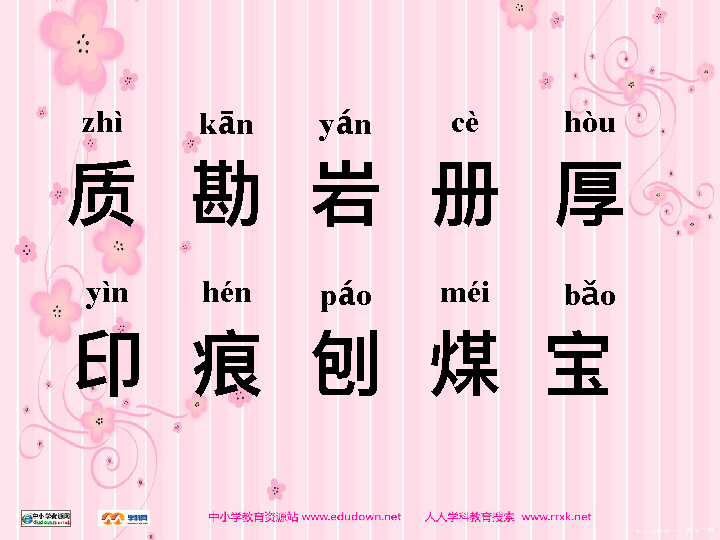 zhì kān yán cè hòu
质 勘 岩 册 厚
yìn hén páo méi bǎo
印 痕 刨 煤 宝
中小学教育资源站 www.edudown.net 人人学科教育搜索 www.rrxk.net